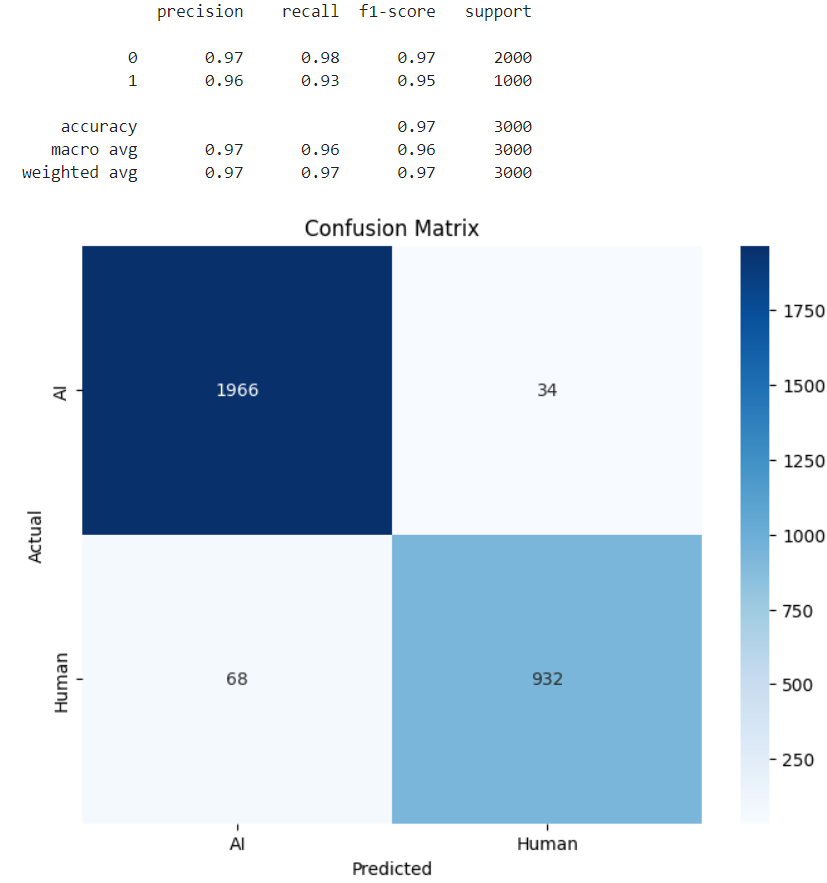 precision recall f1-score support
0 0.97 0.98 0.97 2000
1 0.96 0.93 0.95 1000
accuracy 0.97 3000
macro avg 0.97 0.96 0.96 3000
weighted avg 0.97 0.97 0.97 3000
Confusion Matrix
1966 34
68 932
AI
Human
Actual
AI Human
Predicted
1750
1500
1250
1000
750
500
250